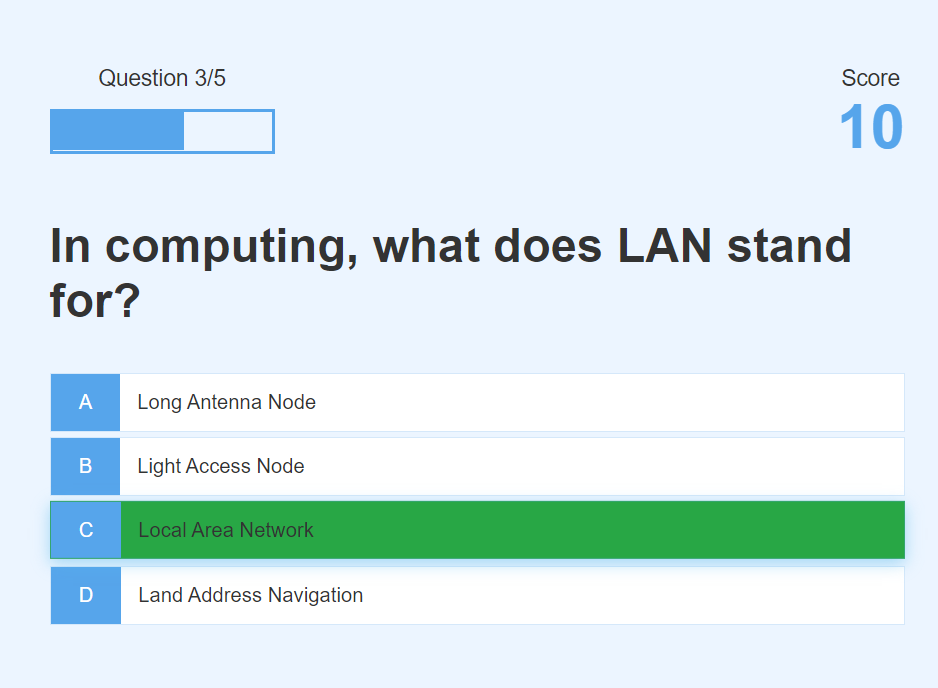 Question 3/5
Score
10
In computing, what does LAN stand
for?
A Long Antenna Node
B Light Access Node
C Local Area Network
D Land Address Navigation